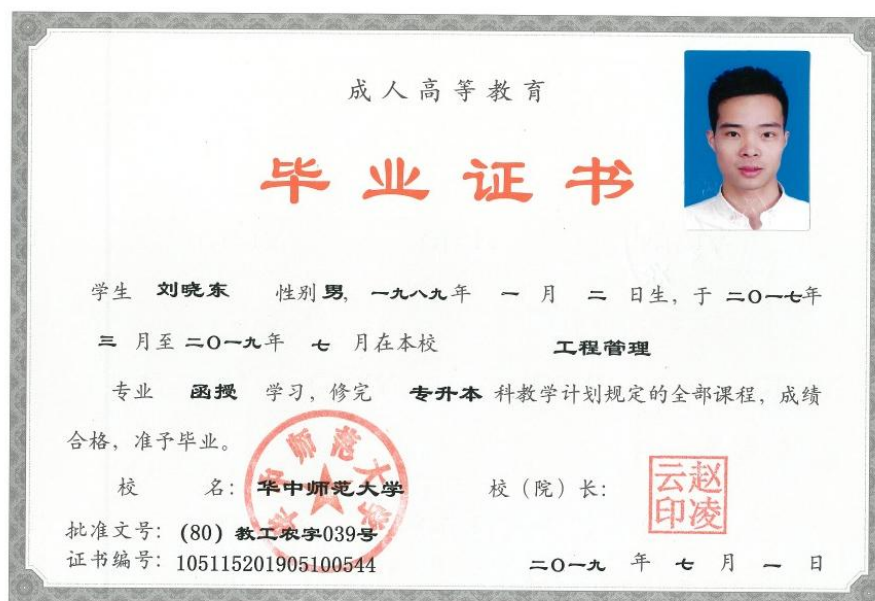 成人高等教育
毕业证书
学生 刘晓东 性别 男, 一九八九年 一 月 二 日生, 于 二〇一七年
三 月至 二〇一九年 七 月在本校 工程管理
专业 函授 学习, 修完 专升本 科教学计划规定的全部课程, 成绩
合格, 准予毕业。
校 名: 华中师范大学 校（院）长: 赵凌云印
批准文号: (80) 教工农字039号
证书编号: 105115201905100544 二〇一九 年 七 月 一 日
华中师范大学